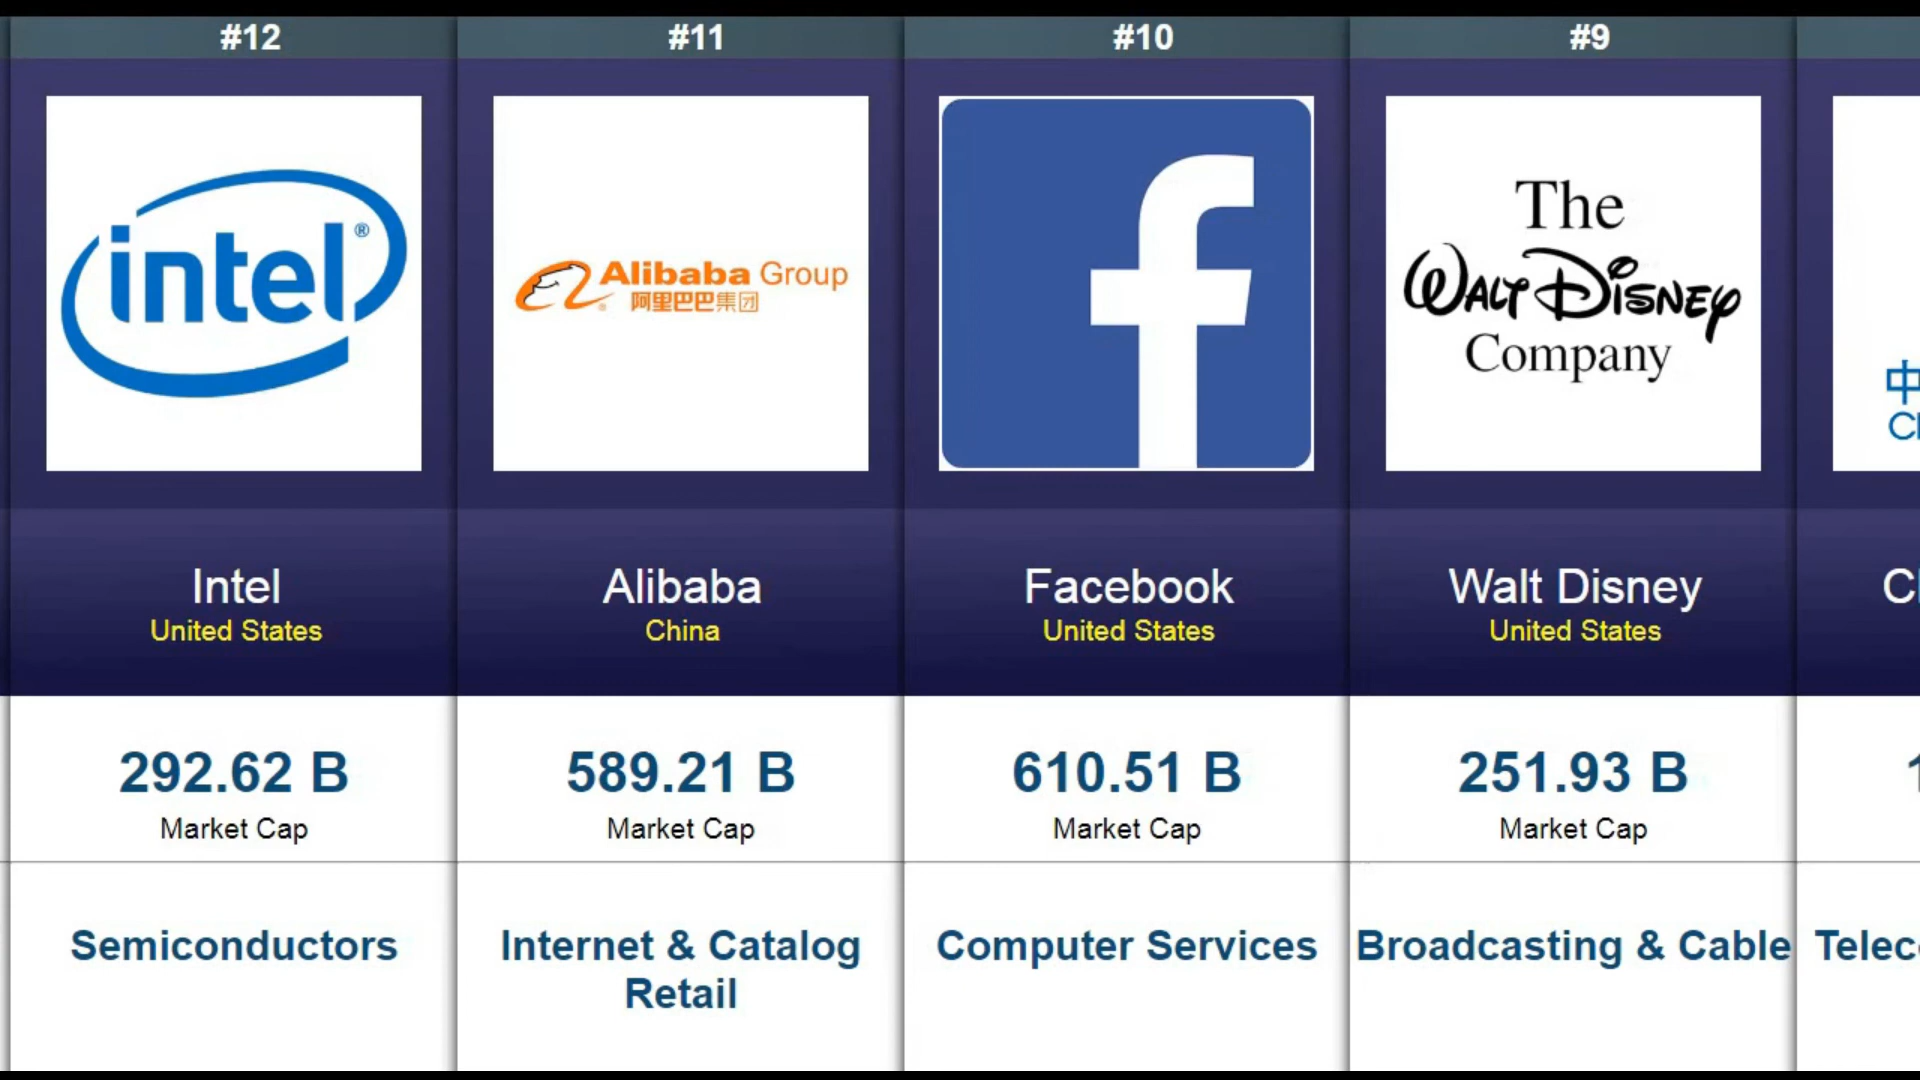 #12
#11
#10
#9
intel®
Alibaba Group
阿里巴巴集团
The
Walt Disney
Company
中
Intel
United States
Alibaba
China
Facebook
United States
Walt Disney
United States
292.62 B
Market Cap
589.21 B
Market Cap
610.51 B
Market Cap
251.93 B
Market Cap
Semiconductors
Internet & Catalog
Retail
Computer Services
Broadcasting & Cable